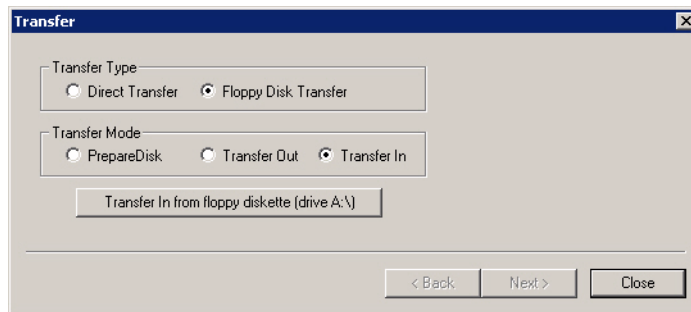 Transfer
Transfer Type
Direct Transfer Floppy Disk Transfer
Transfer Mode
PrepareDisk Transfer Out Transfer In
Transfer In from floppy diskette (drive A:\)
< Back Next > Close